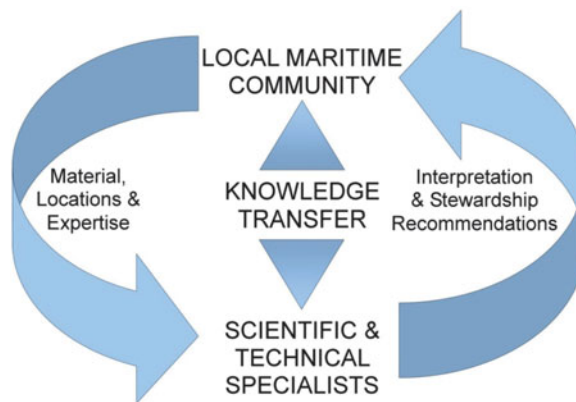 LOCAL MARITIME
COMMUNITY
Material,
Locations &
Expertise
KNOWLEDGE
TRANSFER
Interpretation
& Stewardship
Recommendations
SCIENTIFIC &
TECHNICAL
SPECIALISTS